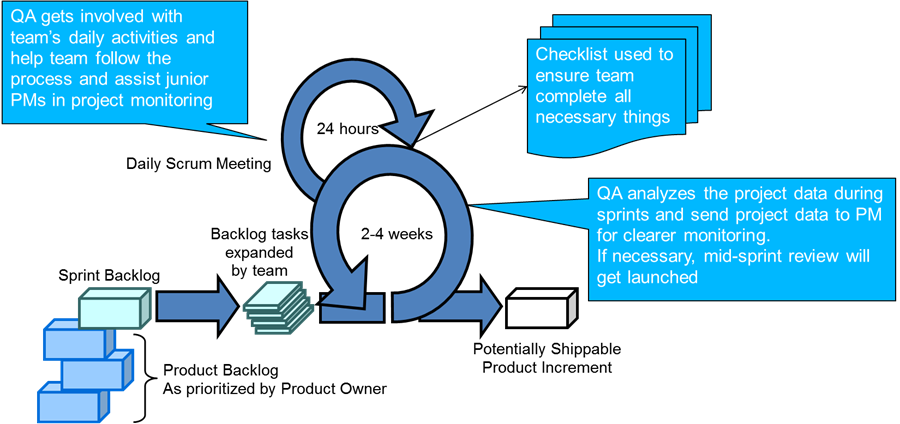 QA gets involved with
team's daily activities and
help team follow the
process and assist junior
PMs in project monitoring
Checklist used to
ensure team
complete all
necessary things
24 hours
Daily Scrum Meeting
QA analyzes the project data during
sprints and send project data to PM
for clearer monitoring.
If necessary, mid-sprint review will
get launched
2-4 weeks
Backlog tasks
expanded
by team
Sprint Backlog
Potentially Shippable
Product Increment
Product Backlog
As prioritized by Product Owner